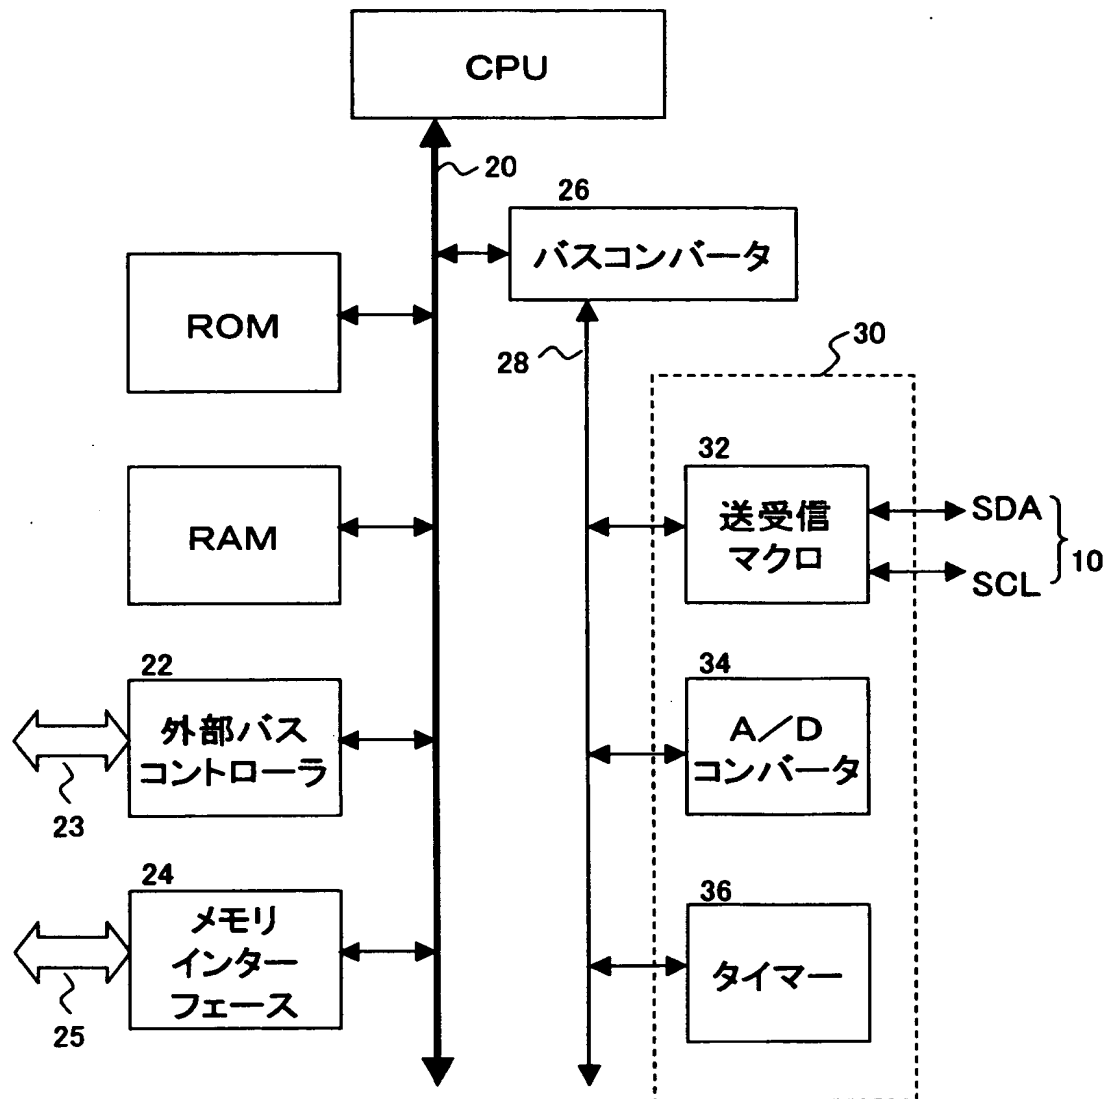 CPU
20
26
バスコンバータ
ROM
28
30
32
送受信
マクロ
SDA
SCL
10
RAM
22
外部バス
コントローラ
23
34
A/D
コンバータ
24
メモリ
インター
フェース
25
36
タイマー